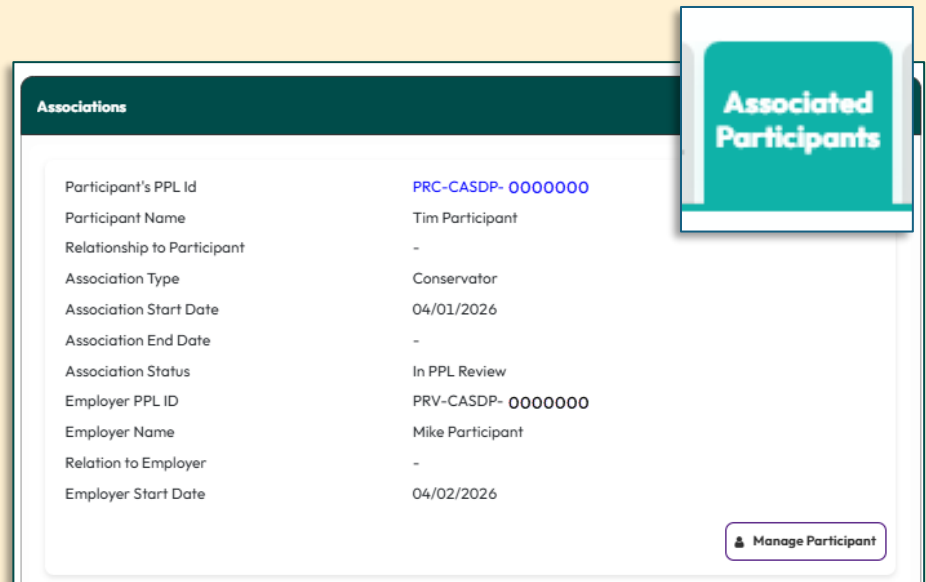 Associated
Participants
Associations
Participant's PPL Id PRC-CASDP- 0000000
Participant Name Tim Participant
Relationship to Participant -
Association Type Conservator
Association Start Date 04/01/2026
Association End Date -
Association Status In PPL Review
Employer PPL ID PRV-CASDP- 0000000
Employer Name Mike Participant
Relation to Employer -
Employer Start Date 04/02/2026
Manage Participant